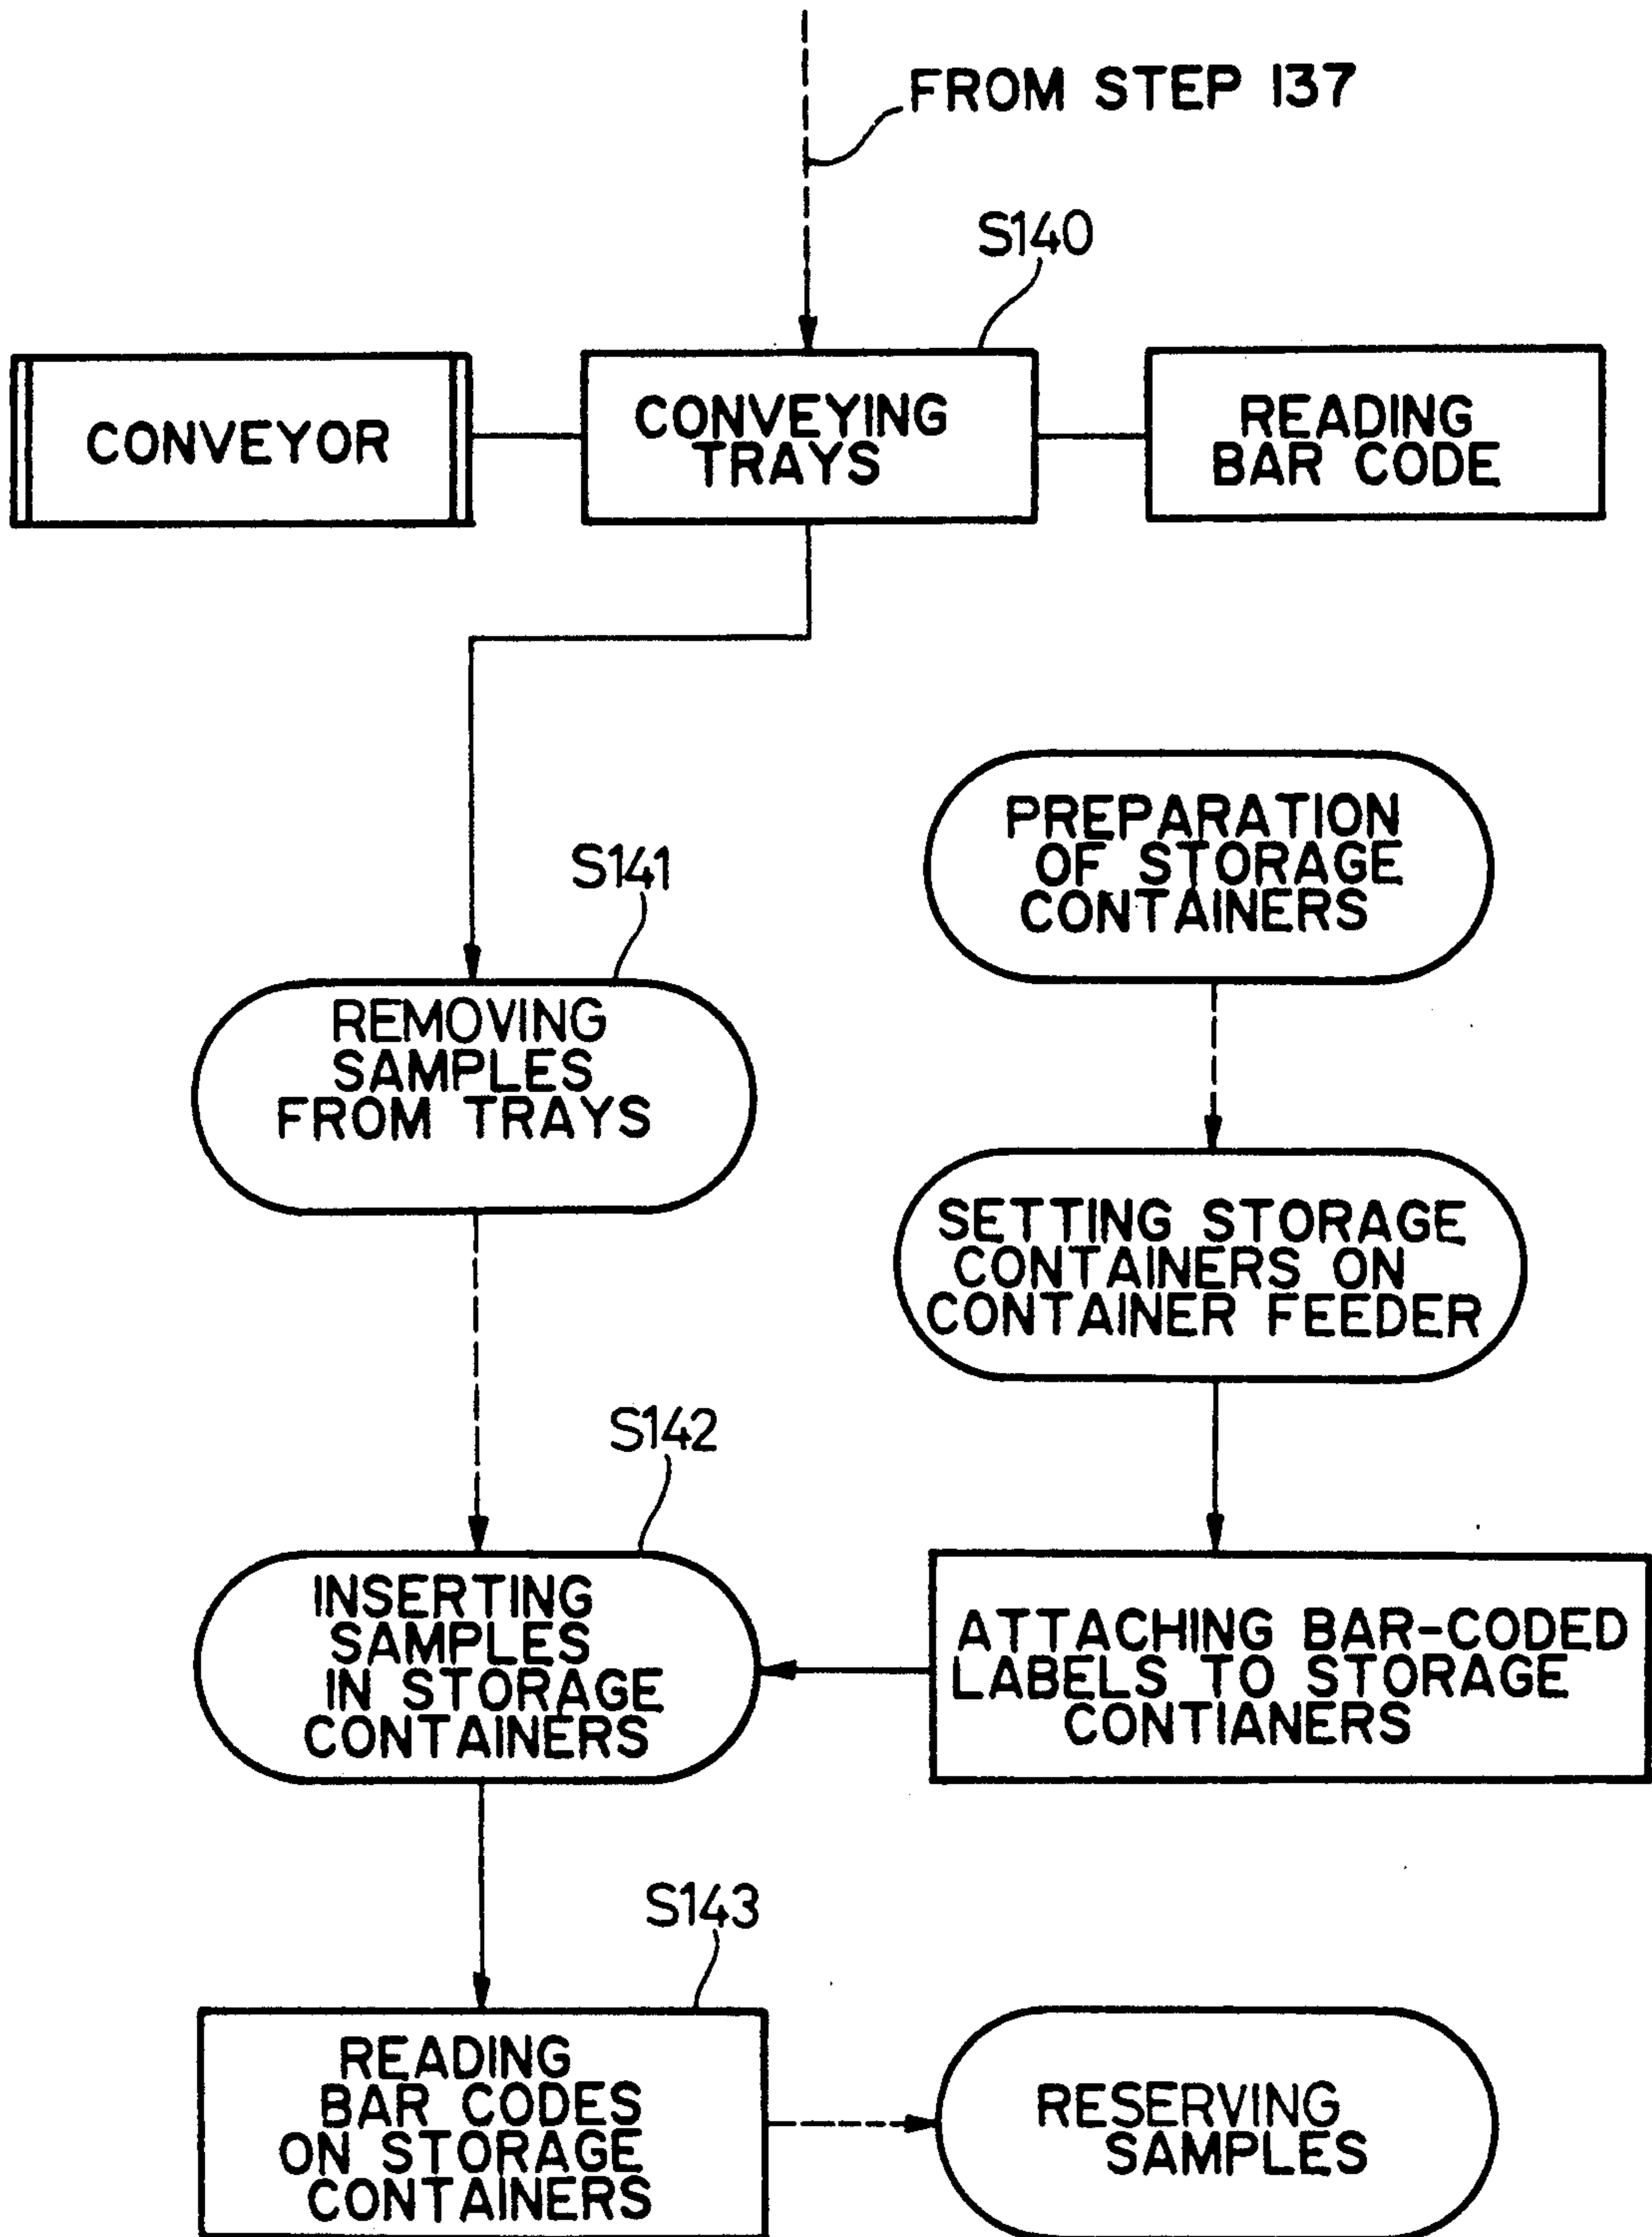 FROM STEP 137
S140
CONVEYOR
CONVEYING
TRAYS
READING
BAR CODE
PREPARATION
OF STORAGE
CONTAINERS
S141
REMOVING
SAMPLES
FROM TRAYS
SETTING STORAGE
CONTAINERS ON
CONTAINER FEEDER
S142
INSERTING
SAMPLES
IN STORAGE
CONTAINERS
ATTACHING BAR-CODED
LABELS TO STORAGE
CONTIANERS
S143
READING
BAR CODES
ON STORAGE
CONTAINERS
RESERVING
SAMPLES